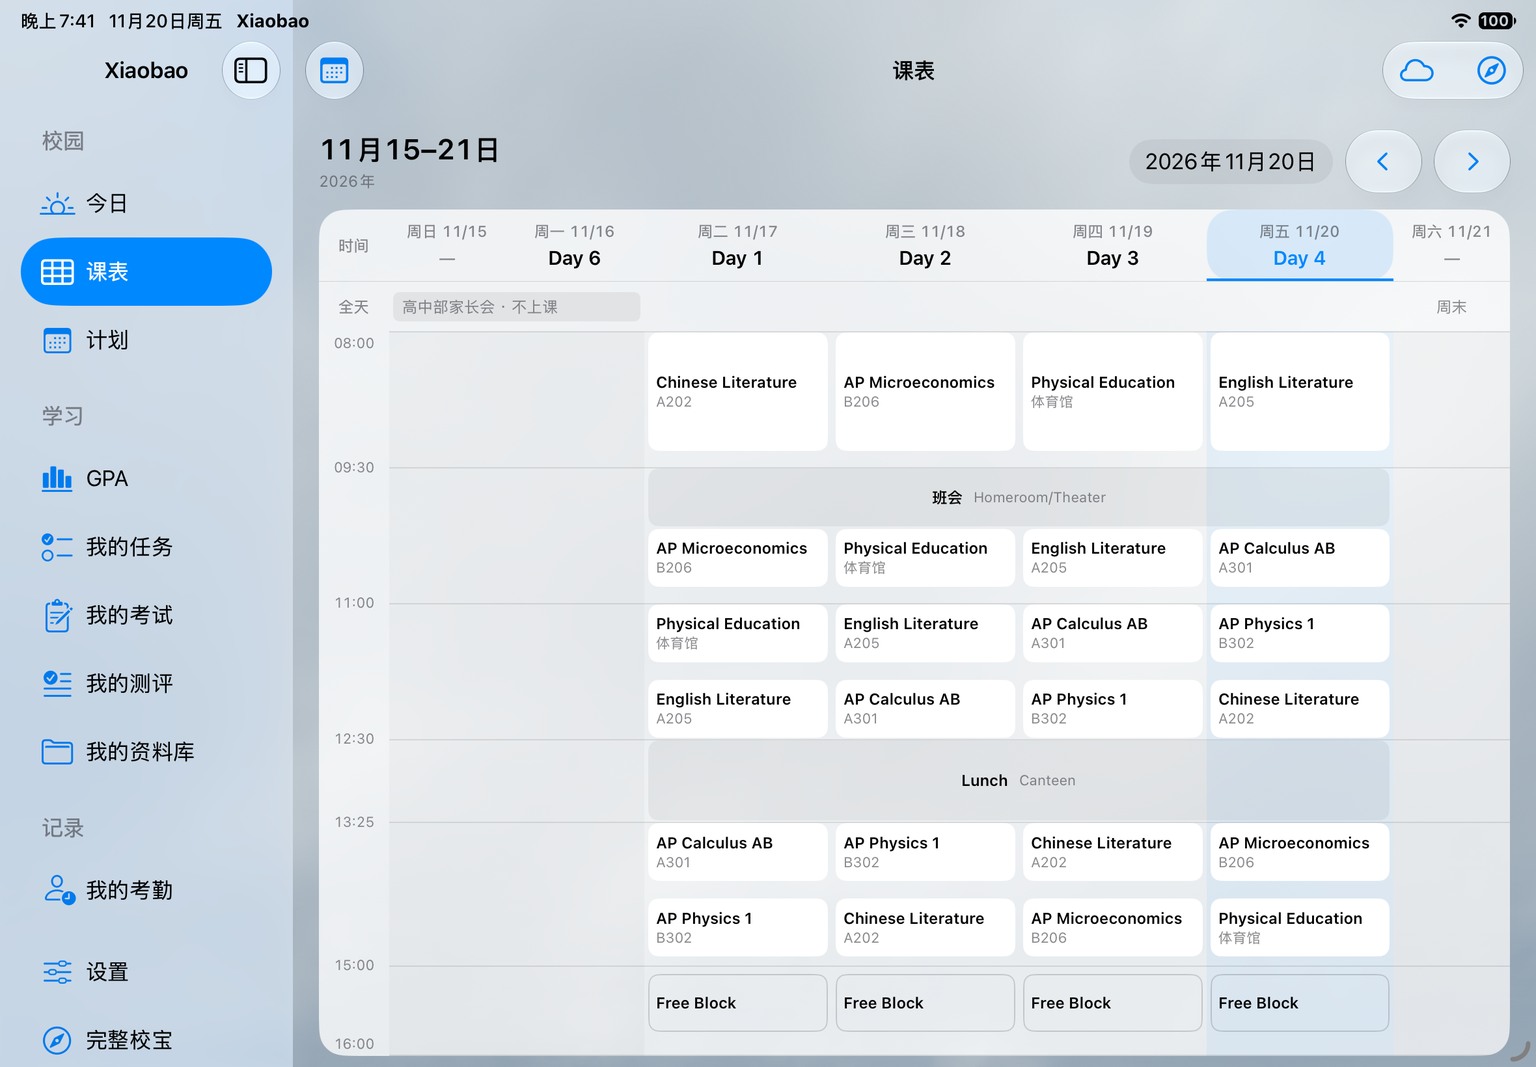 晚上7:41 11月20日周五 Xiaobao
100
Xiaobao
课表
校园
今日
课表
计划
学习
GPA
我的任务
我的考试
我的测评
我的资料库
记录
我的考勤
设置
完整校宝
11月15–21日
2026年
2026年11月20日
时间
周日 11/15
—
周一 11/16
Day 6
周二 11/17
Day 1
周三 11/18
Day 2
周四 11/19
Day 3
周五 11/20
Day 4
周六 11/21
—
全天
高中部家长会 · 不上课
周末
08:00
Chinese Literature
A202
AP Microeconomics
B206
Physical Education
体育馆
English Literature
A205
09:30
班会 Homeroom/Theater
AP Microeconomics
B206
Physical Education
体育馆
English Literature
A205
AP Calculus AB
A301
11:00
Physical Education
体育馆
English Literature
A205
AP Calculus AB
A301
AP Physics 1
B302
English Literature
A205
AP Calculus AB
A301
AP Physics 1
B302
Chinese Literature
A202
12:30
Lunch Canteen
13:25
AP Calculus AB
A301
AP Physics 1
B302
Chinese Literature
A202
AP Microeconomics
B206
AP Physics 1
B302
Chinese Literature
A202
AP Microeconomics
B206
Physical Education
体育馆
15:00
Free Block
Free Block
Free Block
Free Block
16:00